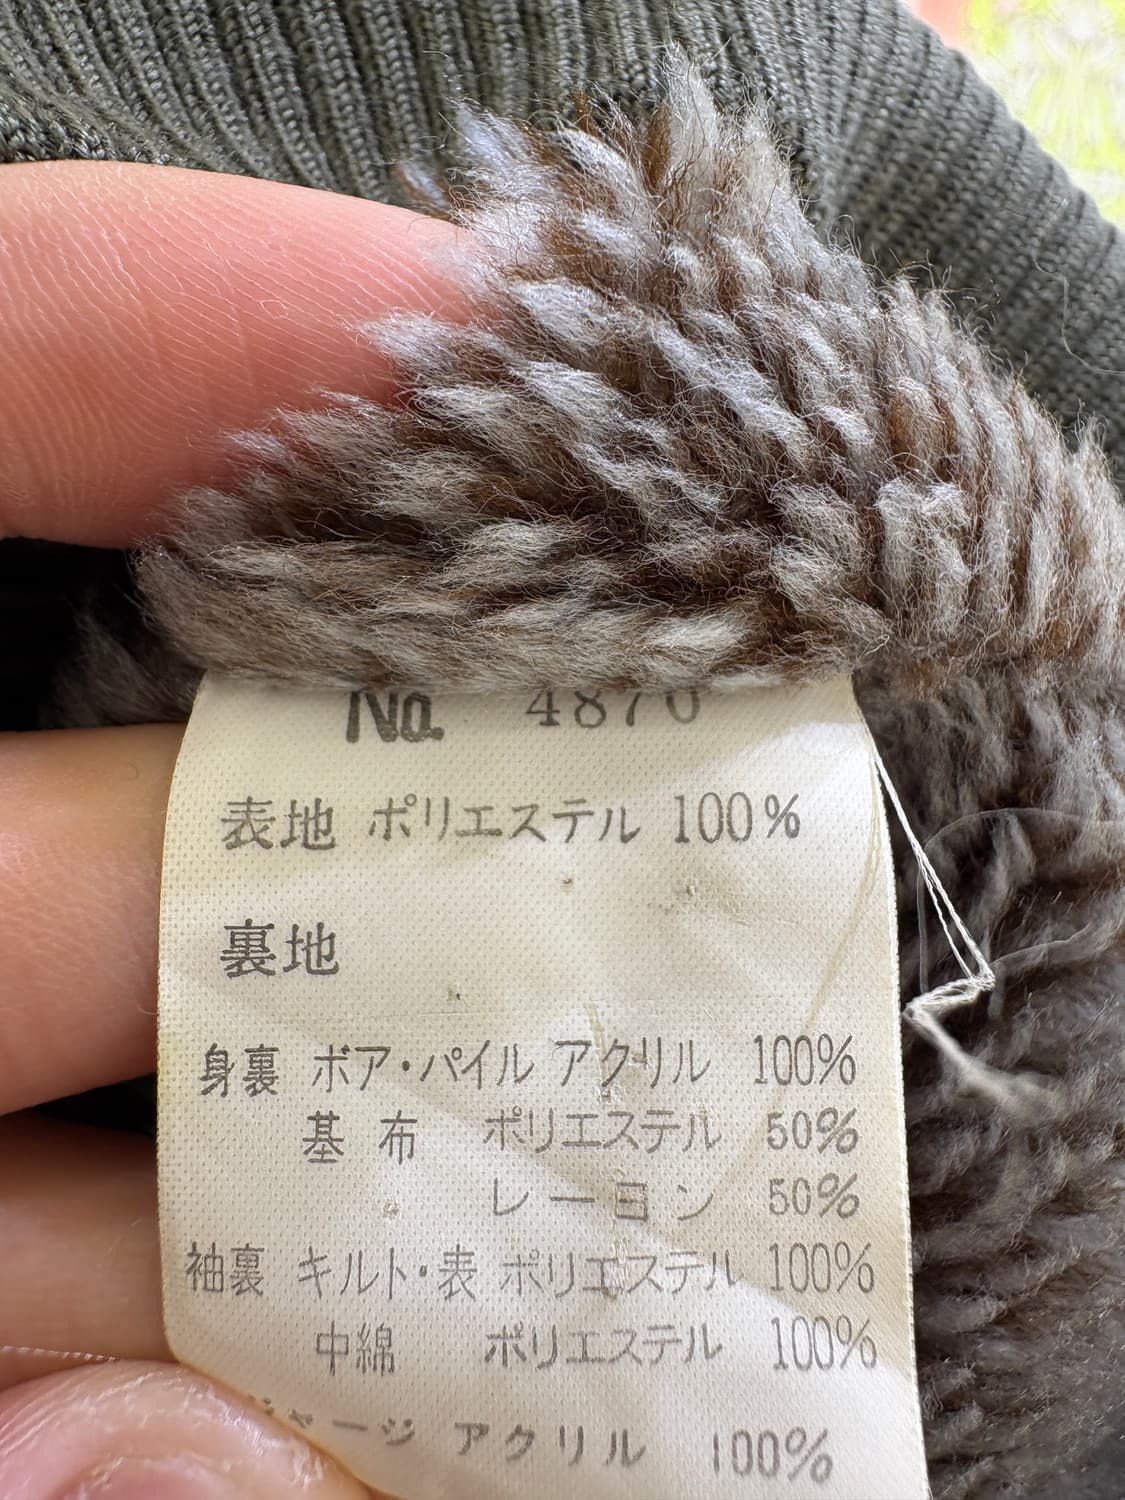 No. 4870
表地 ポリエステル 100%
裏地
身裏 ボア・パイル アクリル 100%
基布 ポリエステル 50%
レーヨン 50%
袖裏 キルト・表 ポリエステル 100%
中綿 ポリエステル 100%
ャージ アクリル 100%